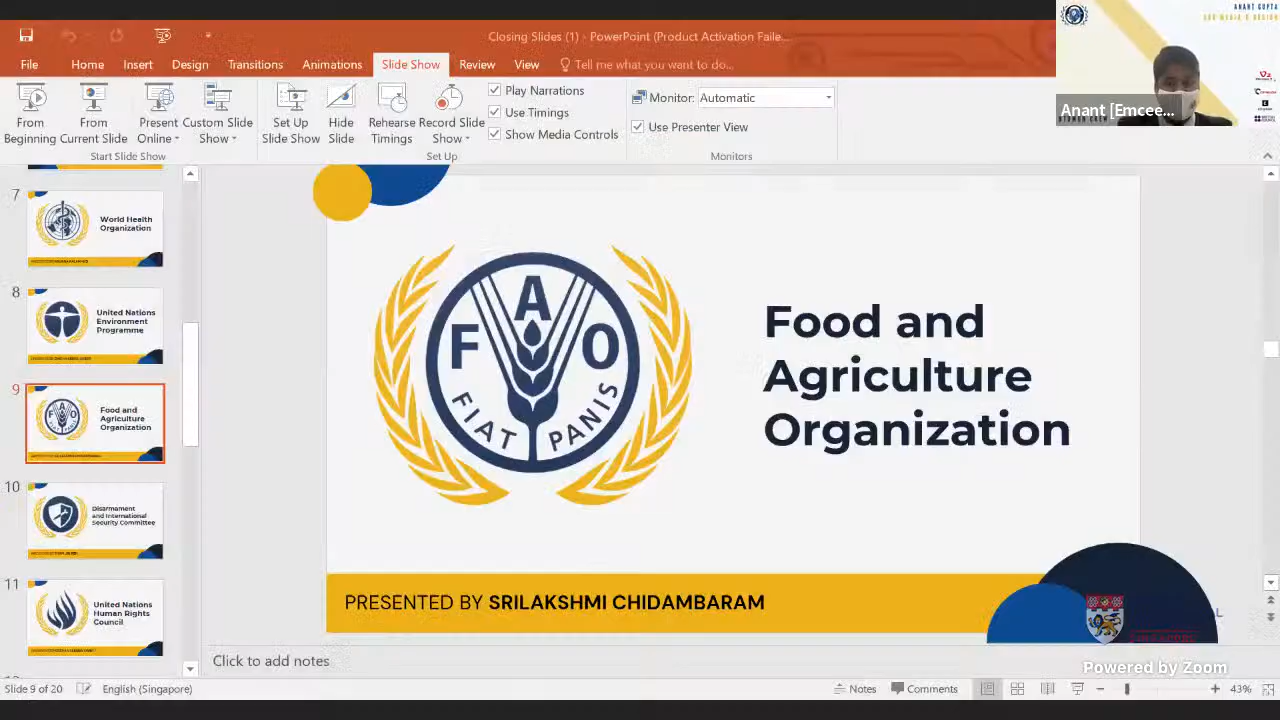 Closing Slides (1) - PowerPoint (Product Activation Faile...
ANANT GUPTA
File Home Insert Design Transitions Animations Slide Show Review View Tell me what you want to do...
Anant [Emcee...
From Beginning
From Current Slide
Present Online
Custom Slide Show
Start Slide Show
Set Up Slide Show
Hide Slide
Rehearse Timings
Record Slide Show
Play Narrations
Use Timings
Show Media Controls
Set Up
Monitor: Automatic
Use Presenter View
Monitors
7
World Health
Organization
8
United Nations
Environment
Programme
9
Food and
Agriculture
Organization
10
Disarmament
and International
Security Committee
11
United Nations
Human Rights
Council
F A O
FIAT PANIS
Food and
Agriculture
Organization
PRESENTED BY SRILAKSHMI CHIDAMBARAM
Click to add notes
Powered by Zoom
Slide 9 of 20 English (Singapore) Notes Comments 43%